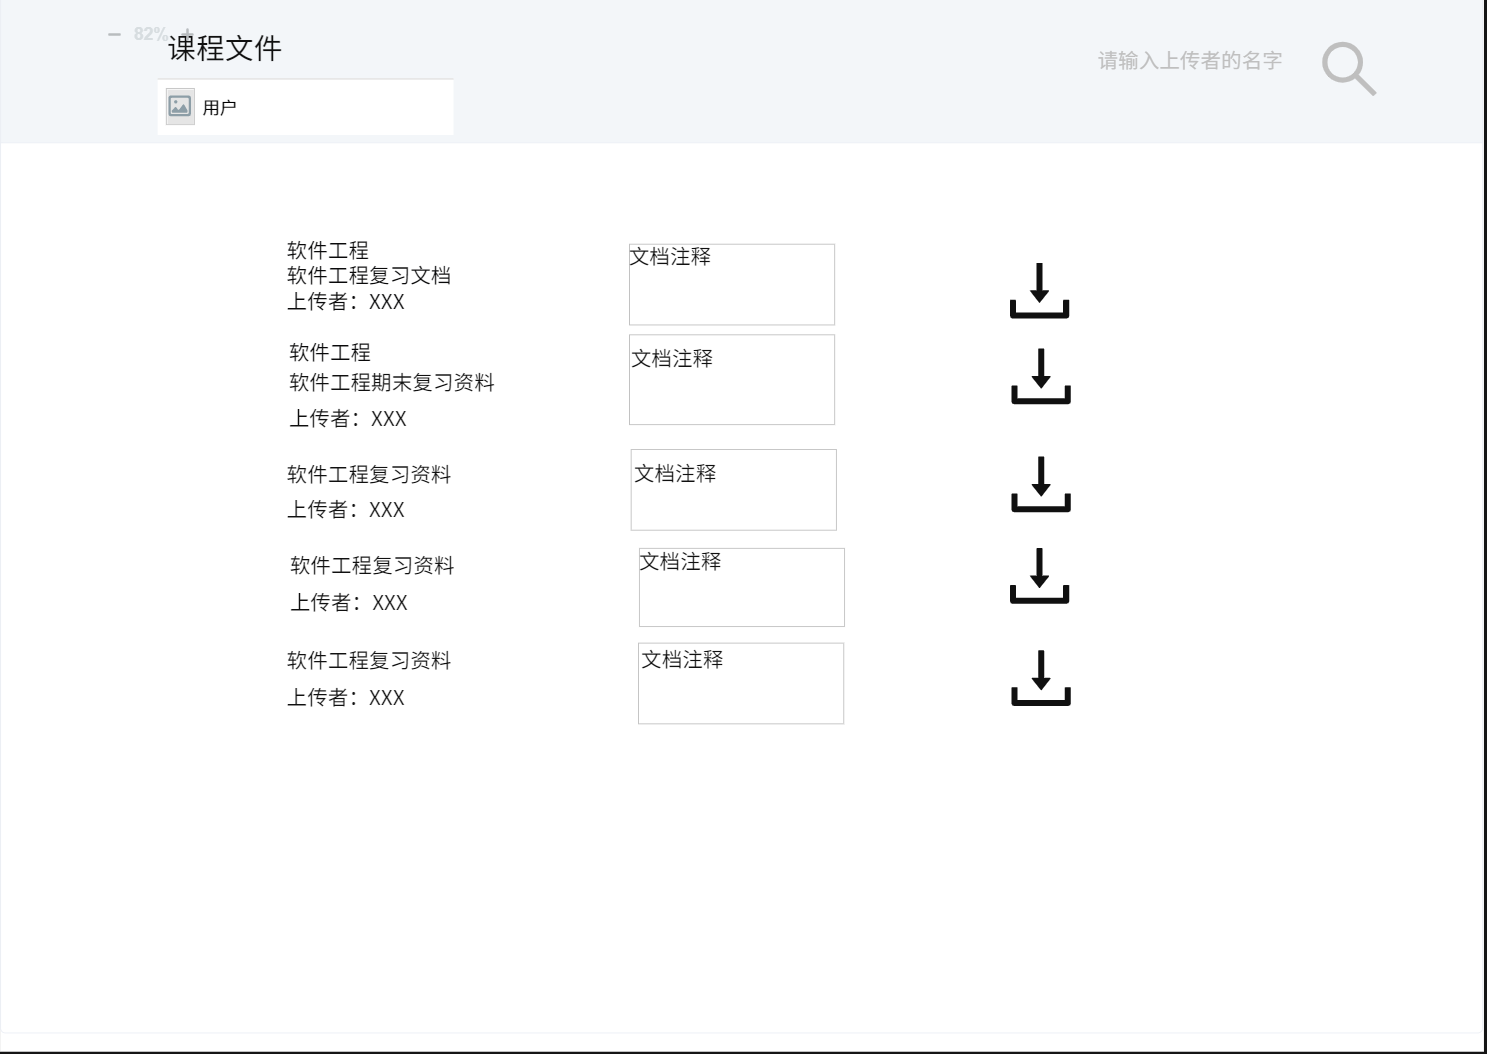 82%
课程文件
请输入上传者的名字
用户
软件工程
软件工程复习文档
上传者：XXX
文档注释
软件工程
软件工程期末复习资料
上传者：XXX
文档注释
软件工程复习资料
上传者：XXX
文档注释
软件工程复习资料
上传者：XXX
文档注释
软件工程复习资料
上传者：XXX
文档注释